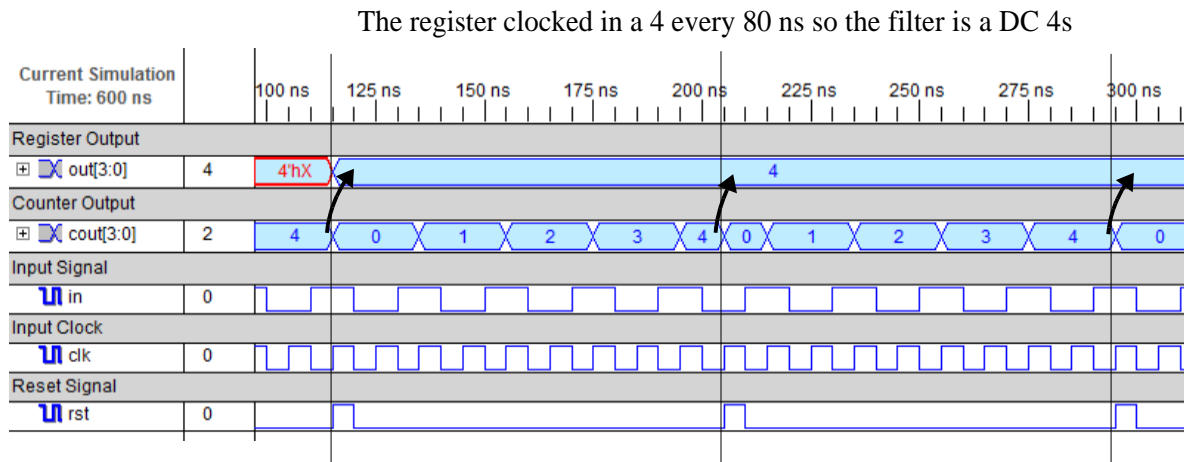 The register clocked in a 4 every 80 ns so the filter is a DC 4s
Current Simulation
Time: 600 ns
100 ns 125 ns 150 ns 175 ns 200 ns 225 ns 250 ns 275 ns 300 ns
Register Output
out[3:0] 4 4'hX 4
Counter Output
cout[3:0] 2 4 0 1 2 3 4 0 1 2 3 4 0
Input Signal
in 0
Input Clock
clk 0
Reset Signal
rst 0